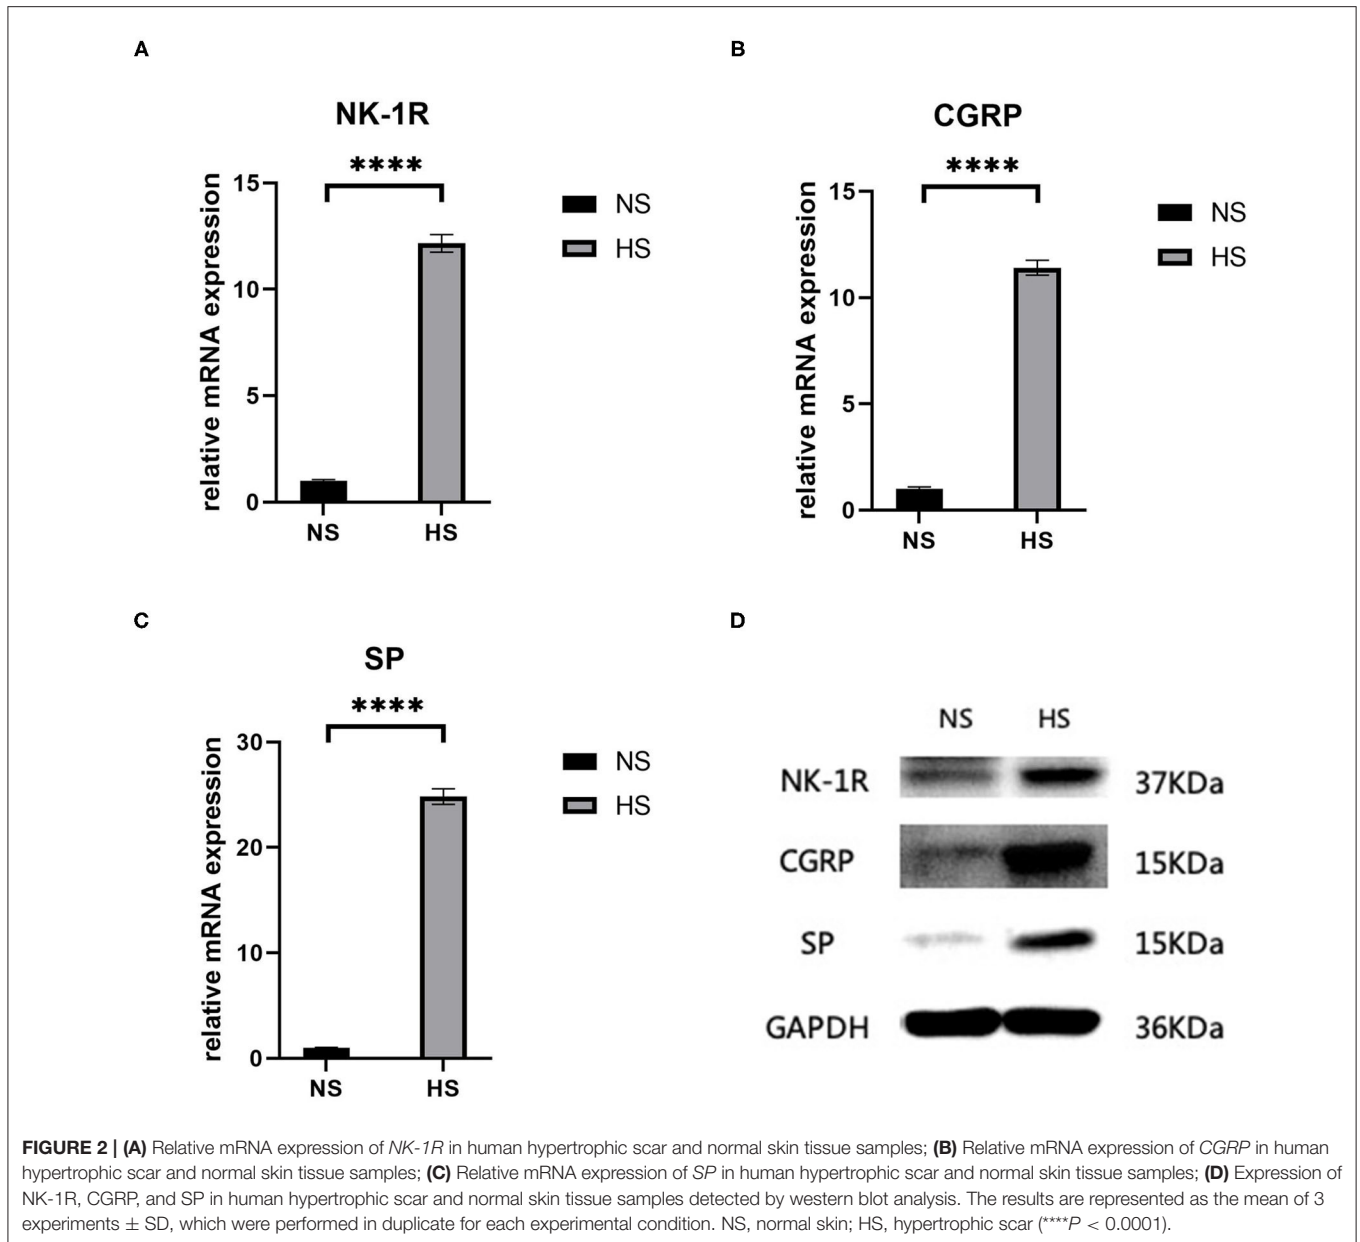 A
NK-1R
****
relative mRNA expression
15
10
5
0
NS
HS
NS
HS
B
CGRP
****
relative mRNA expression
15
10
5
0
NS
HS
NS
HS
C
SP
****
relative mRNA expression
30
20
10
0
NS
HS
NS
HS
D
NS HS
NK-1R 37KDa
CGRP 15KDa
SP 15KDa
GAPDH 36KDa
FIGURE 2 | (A) Relative mRNA expression of NK-1R in human hypertrophic scar and normal skin tissue samples; (B) Relative mRNA expression of CGRP in human
hypertrophic scar and normal skin tissue samples; (C) Relative mRNA expression of SP in human hypertrophic scar and normal skin tissue samples; (D) Expression of
NK-1R, CGRP, and SP in human hypertrophic scar and normal skin tissue samples detected by western blot analysis. The results are represented as the mean of 3
experiments ± SD, which were performed in duplicate for each experimental condition. NS, normal skin; HS, hypertrophic scar (****P < 0.0001).